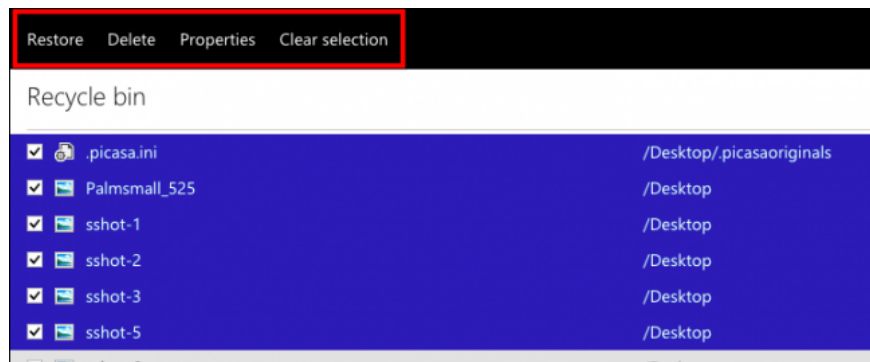 Restore Delete Properties Clear selection
Recycle bin
.picasa.ini /Desktop/.picasaoriginals
Palmsmall_525 /Desktop
sshot-1 /Desktop
sshot-2 /Desktop
sshot-3 /Desktop
sshot-5 /Desktop